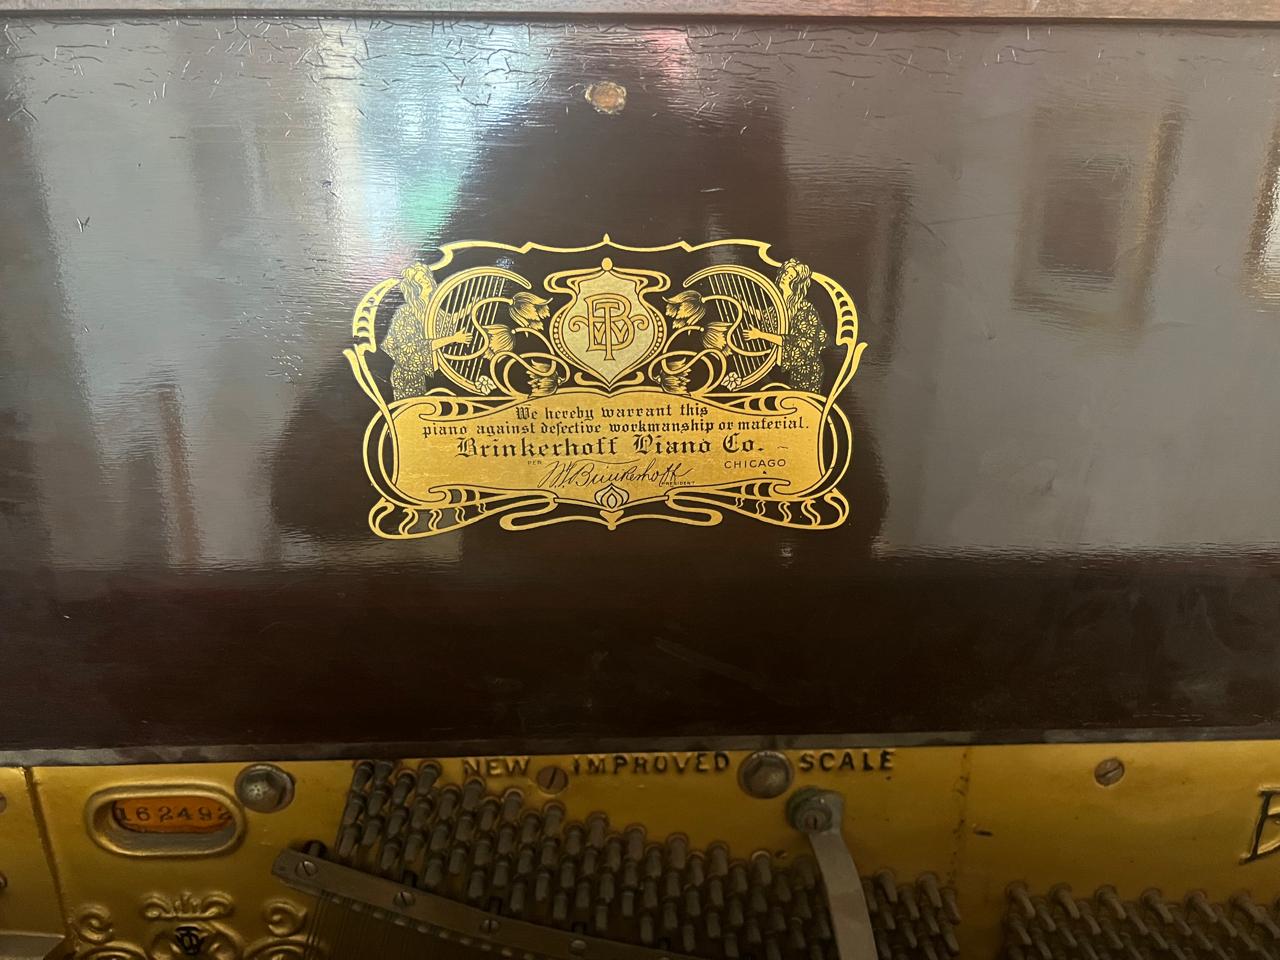 We hereby warrant this
piano against defective workmanship or material.
Brinkerhoff Piano Co.
PER W. Brinkerhoff PRESIDENT CHICAGO
NEW IMPROVED SCALE
162492